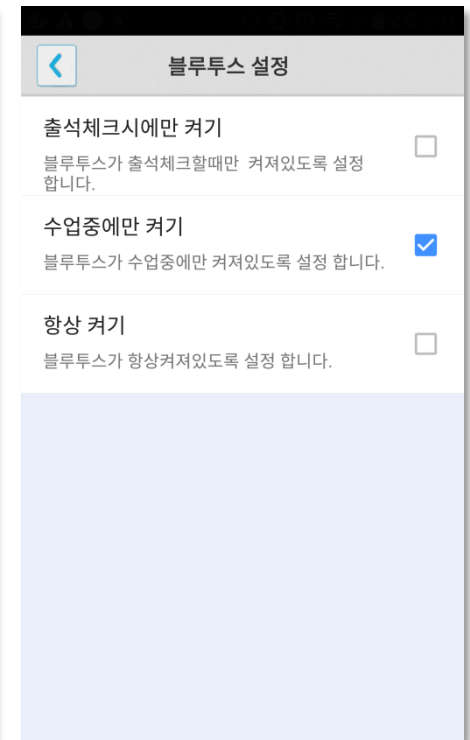 블루투스 설정
출석체크시에만 켜기
블루투스가 출석체크할때만 켜져있도록 설정
합니다.
수업중에만 켜기
블루투스가 수업중에만 켜져있도록 설정 합니다.
항상 켜기
블루투스가 항상켜져있도록 설정 합니다.